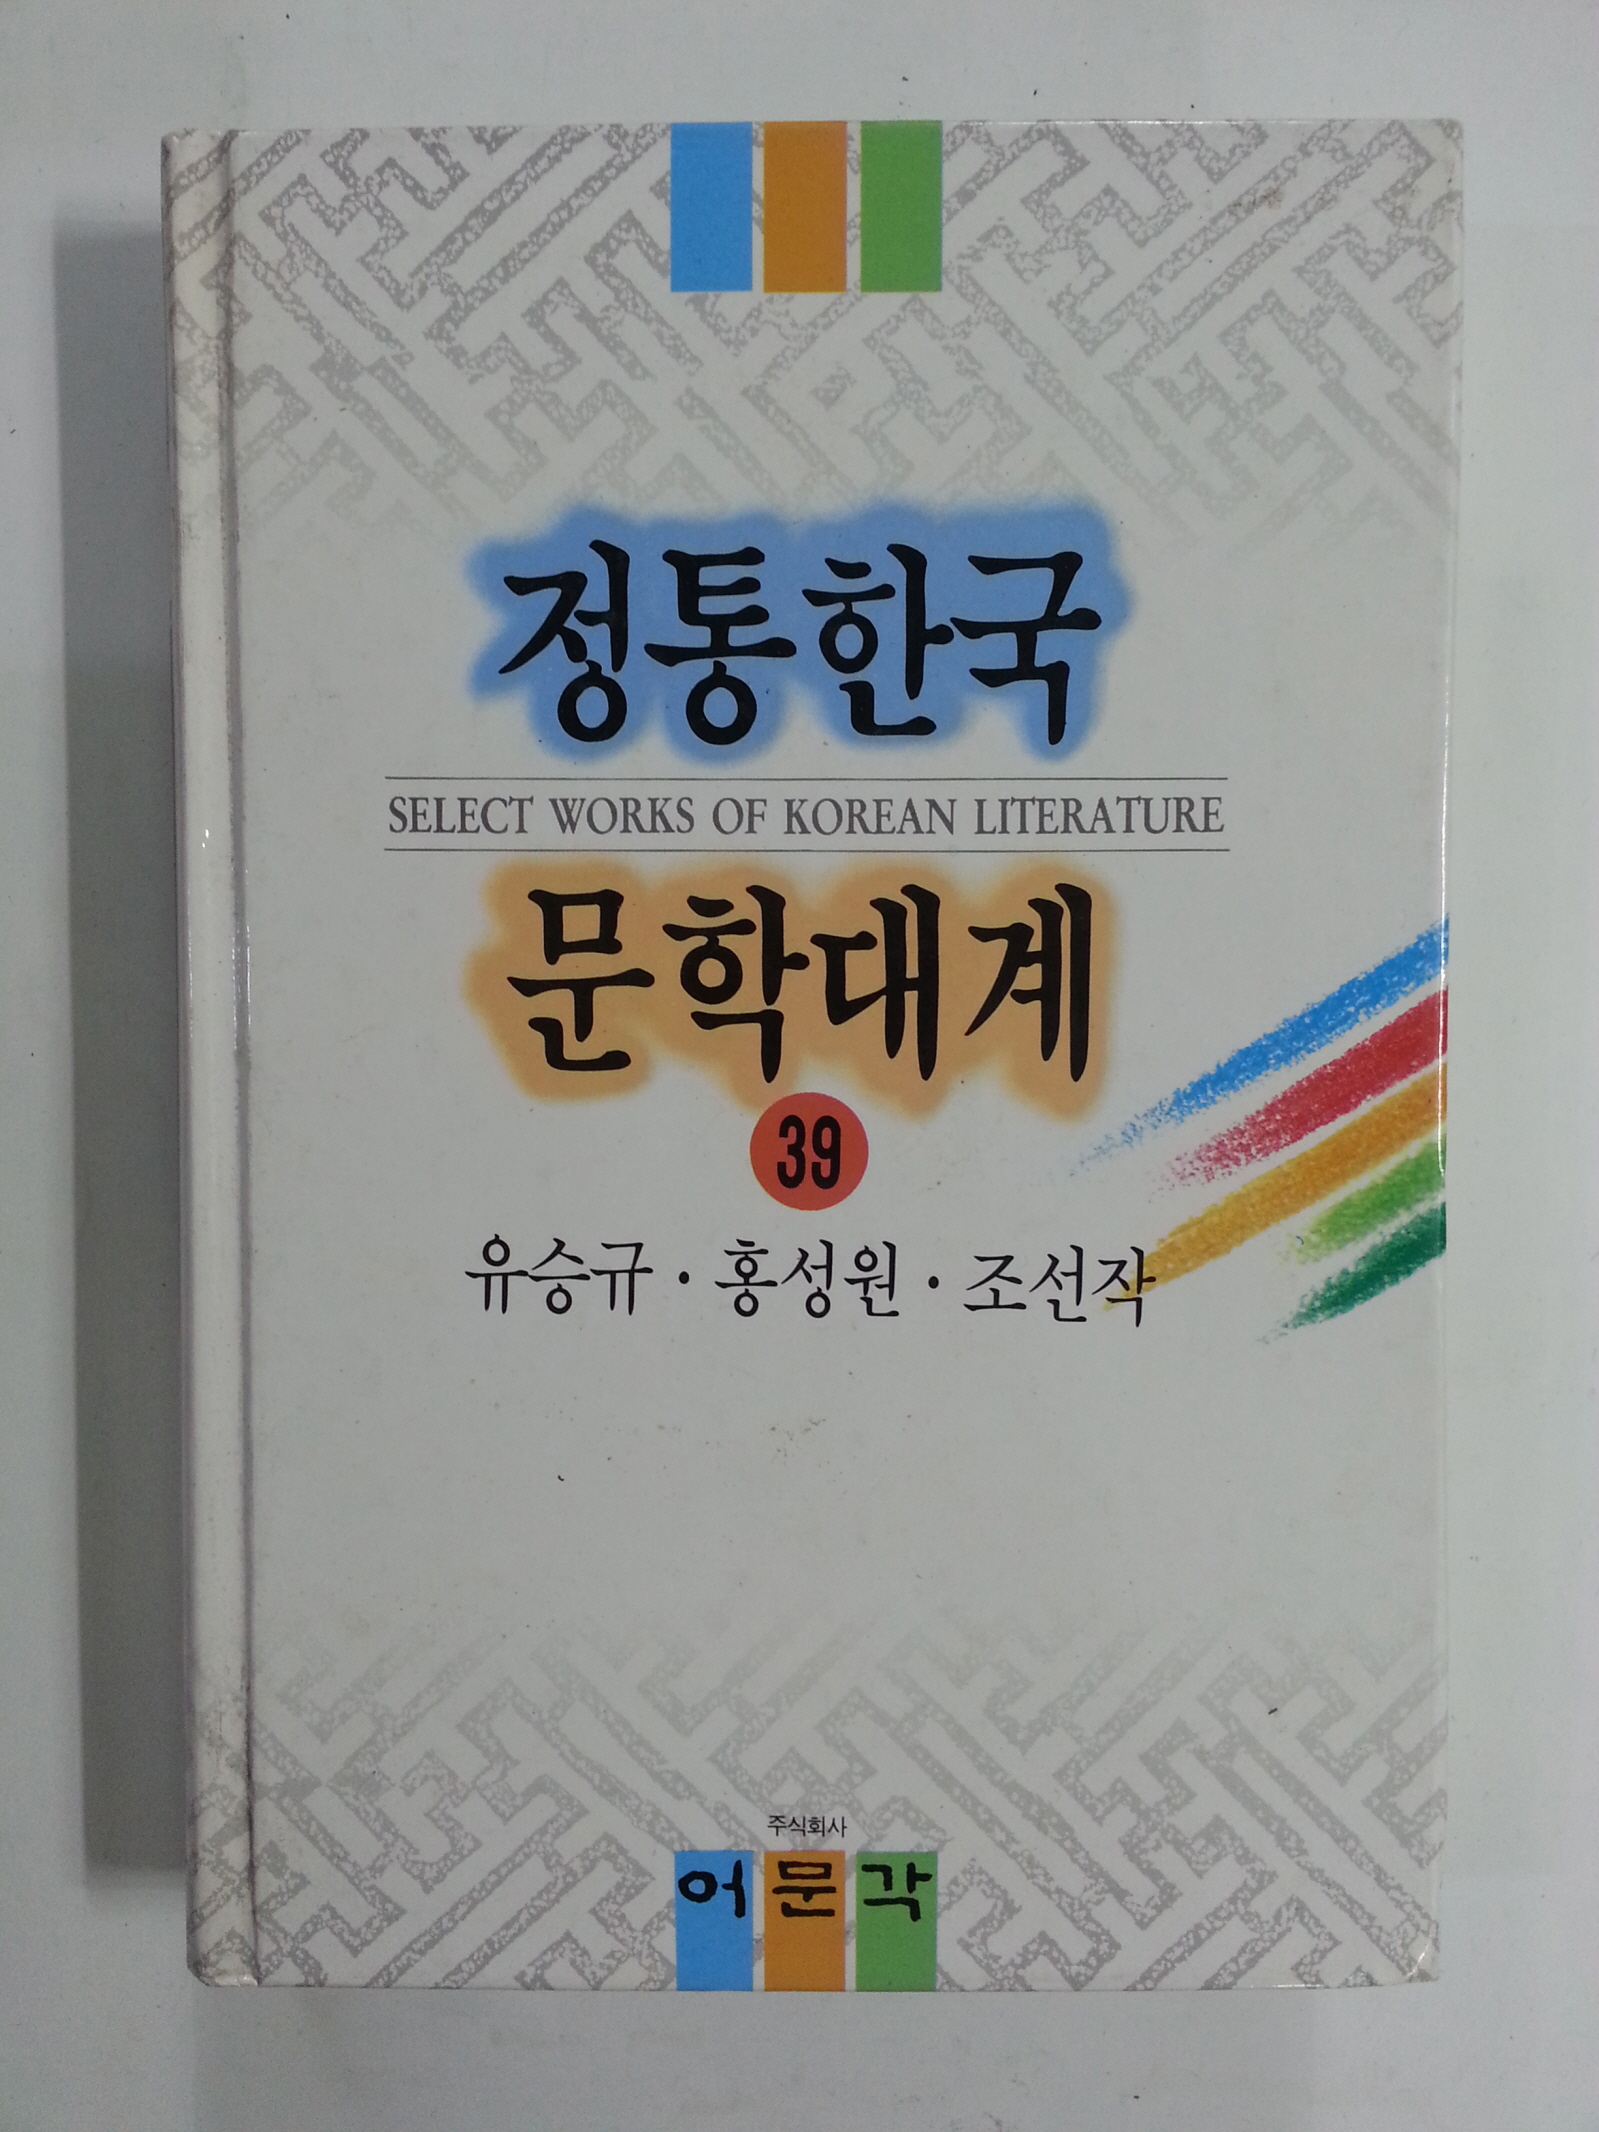 정통한국
SELECT WORKS OF KOREAN LITERATURE
문학대계
39
유승규·홍성원·조선작
주식회사
어문각